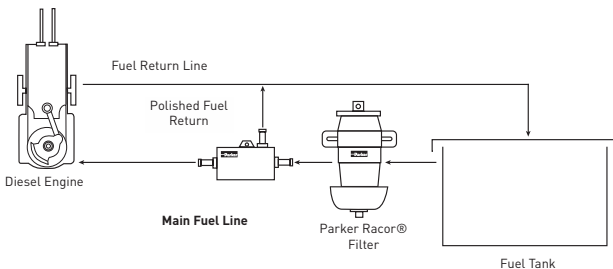 Fuel Return Line
Polished Fuel
Return
Diesel Engine
Main Fuel Line
Parker Racor®
Filter
Fuel Tank